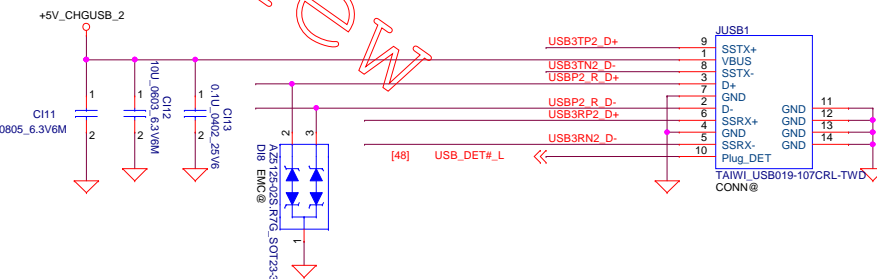 +5V_CHGUSB_2
CI11
0805_6.3V6M
1
2
10U_0603_6.3V6M
CI12
1
2
0.1U_0402_25V6
CI13
1
2
2
3
1
AZ5125-02S.R7G_SOT23-3
DI8 EMC@
USB3TP2_D+
USB3TN2_D-
USBP2_R_D+
USBP2_R_D-
USB3RP2_D+
USB3RN2_D-
[48] USB_DET#_L
JUSB1
9 SSTX+
1 VBUS
8 SSTX-
3 D+
7 GND
2 D-
6 SSRX+
4 GND
5 SSRX-
10 Plug_DET
GND 11
GND 12
GND 13
GND 14
TAIWI_USB019-107CRL-TWD
CONN@
ew